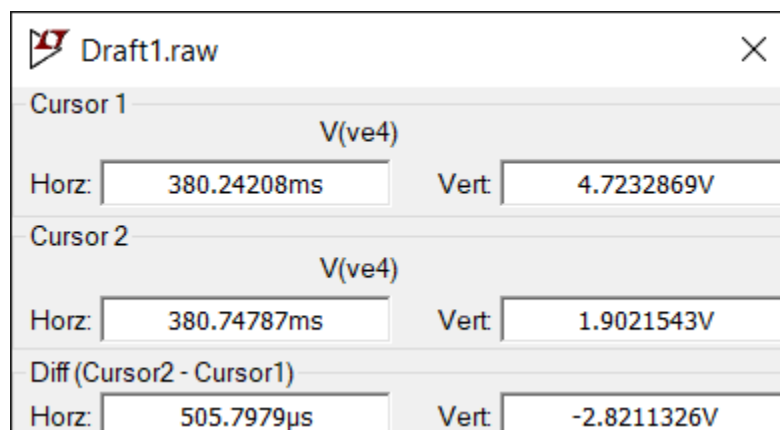 Draft1.raw
Cursor 1
V(ve4)
Horz: 380.24208ms Vert: 4.7232869V
Cursor 2
V(ve4)
Horz: 380.74787ms Vert: 1.9021543V
Diff (Cursor2 - Cursor1)
Horz: 505.7979µs Vert: -2.8211326V